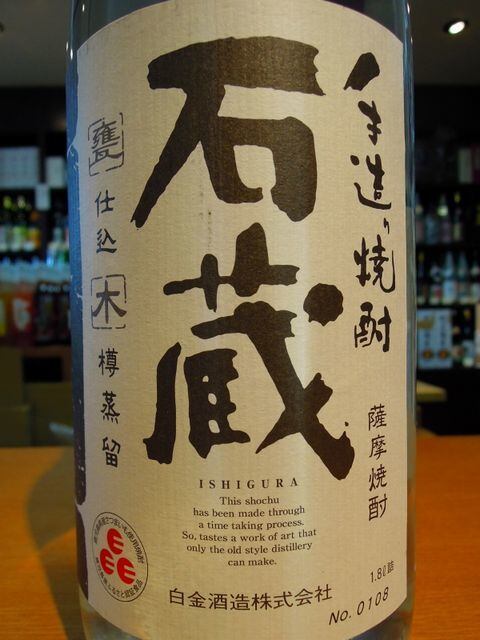 手造り焼酎
石蔵
甕仕込
木樽蒸留
薩摩焼酎
ISHIGURA
This shochu
has been made through
a time taking process.
So, tastes a work of art that
only the old style distillery
can make.
白金酒造株式会社
1.8ℓ詰
No. 0108